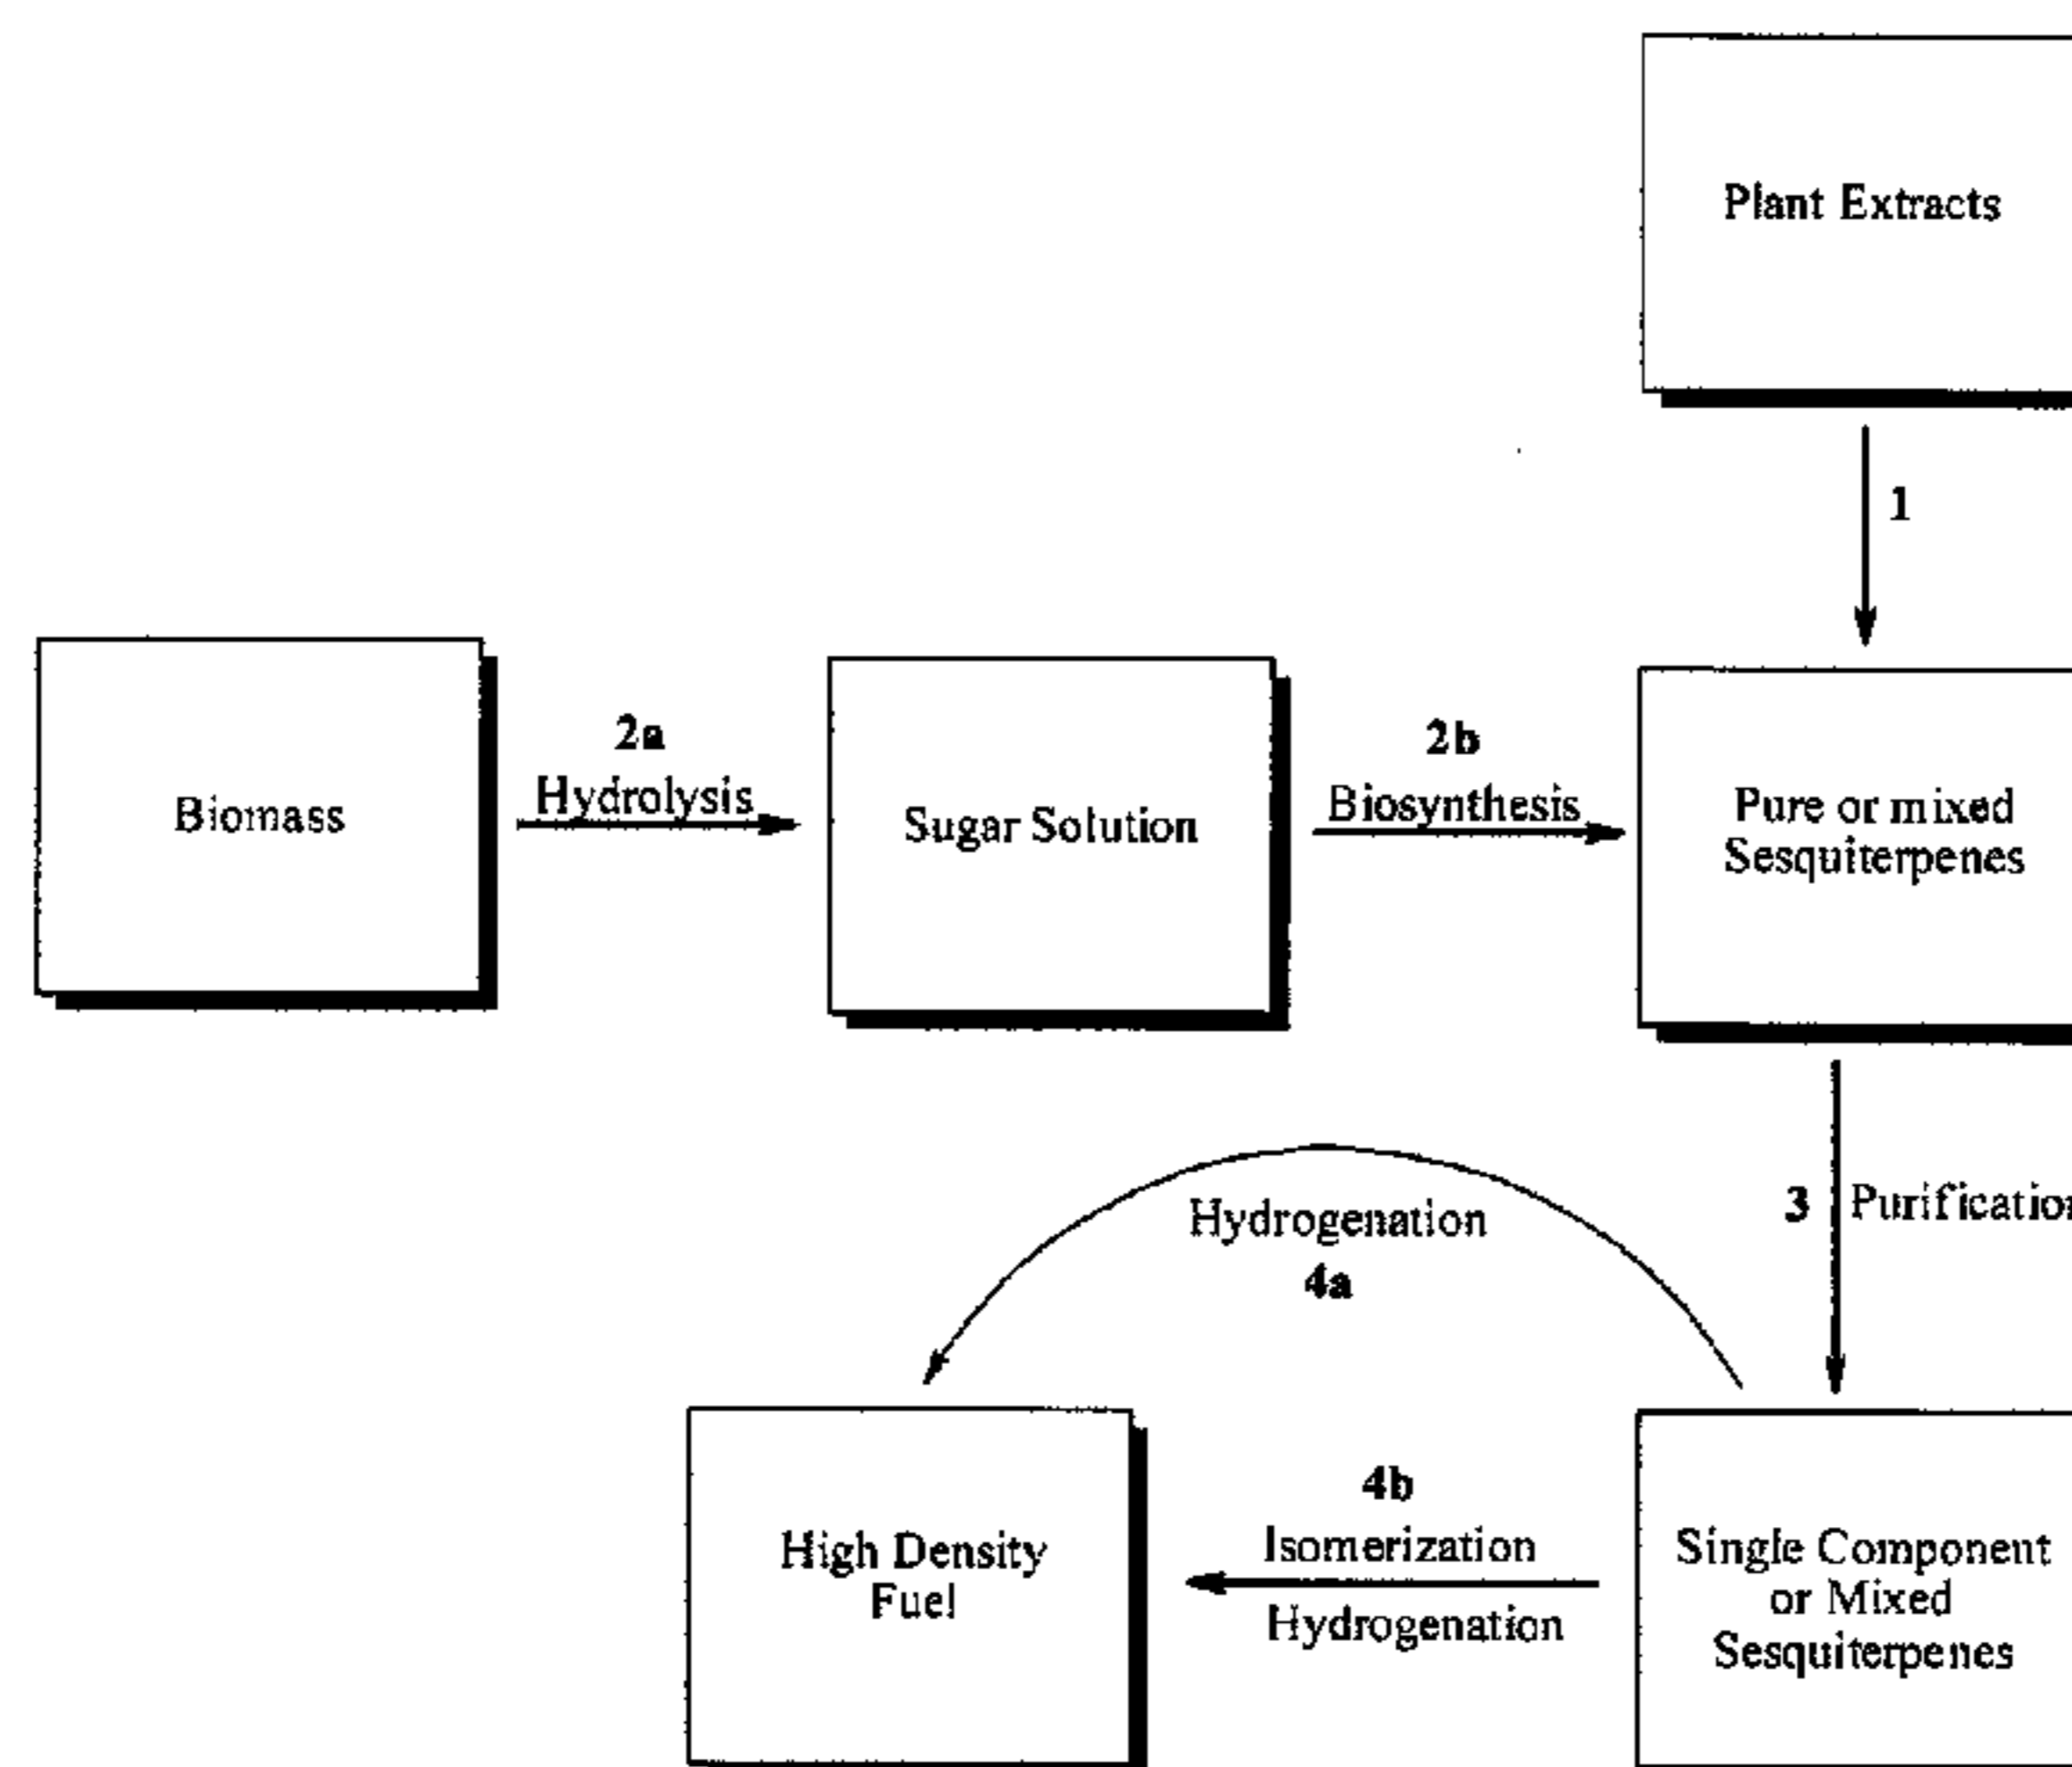 Plant Extracts
1
2a
Hydrolysis
2b
Biosynthesis
Biomass
Sugar Solution
Pure or mixed
Sesquiterpenes
3
Hydrogenation
4a
4b
Isomerization
Hydrogenation
High Density
Fuel
Single Component
or Mixed
Sesquiterpenes